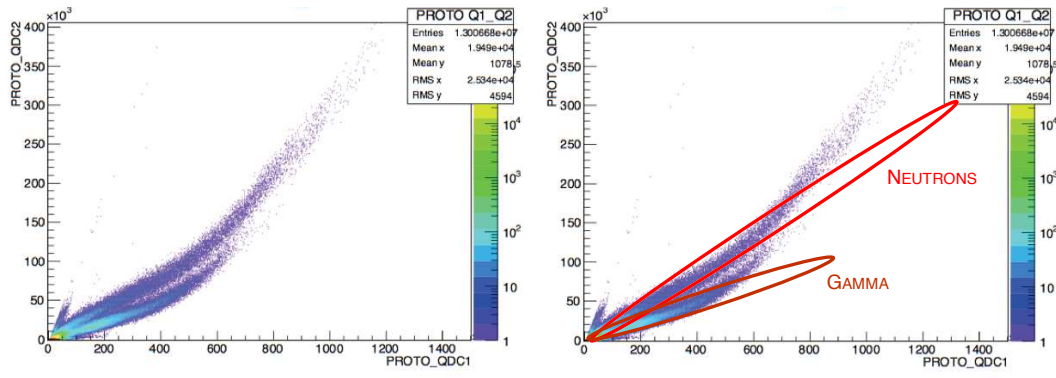 ×10³
PROTO_QDC2
400
350
300
250
200
150
100
50
0
0 200 400 600 800 1000 1200 1400
PROTO_QDC1
PROTO Q1_Q2
Entries 1.300668e+07
Mean x 1.949e+04
Mean y 1078.5
RMS x 2.534e+04
RMS y 4594
10⁴
10³
10²
10
1
×10³
PROTO_QDC2
400
350
300
250
200
150
100
50
0
0 200 400 600 800 1000 1200 1400
PROTO_QDC1
PROTO Q1_Q2
Entries 1.300668e+07
Mean x 1.949e+04
Mean y 1078.5
RMS x 2.534e+04
RMS y 4594
10⁴
10³
10²
10
1
NEUTRONS
GAMMA